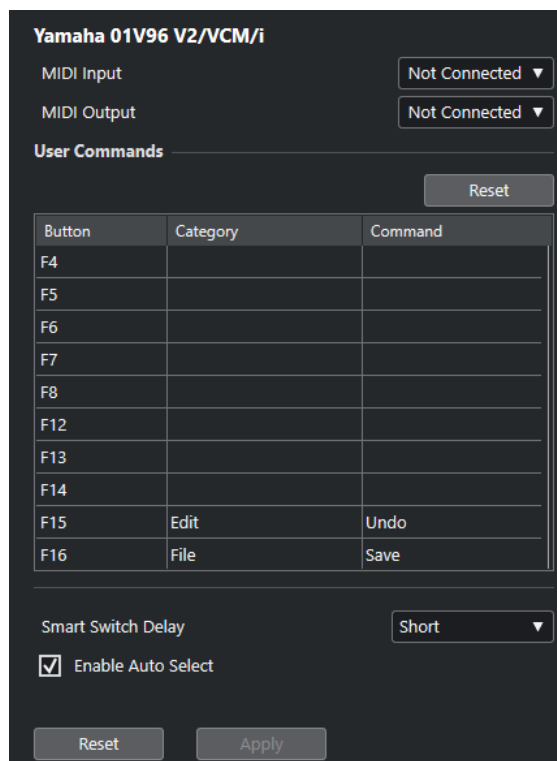 Yamaha 01V96 V2/VCM/i
MIDI Input Not Connected
MIDI Output Not Connected
User Commands
Reset
Button Category Command
F4
F5
F6
F7
F8
F12
F13
F14
F15 Edit Undo
F16 File Save
Smart Switch Delay Short
Enable Auto Select
Reset Apply